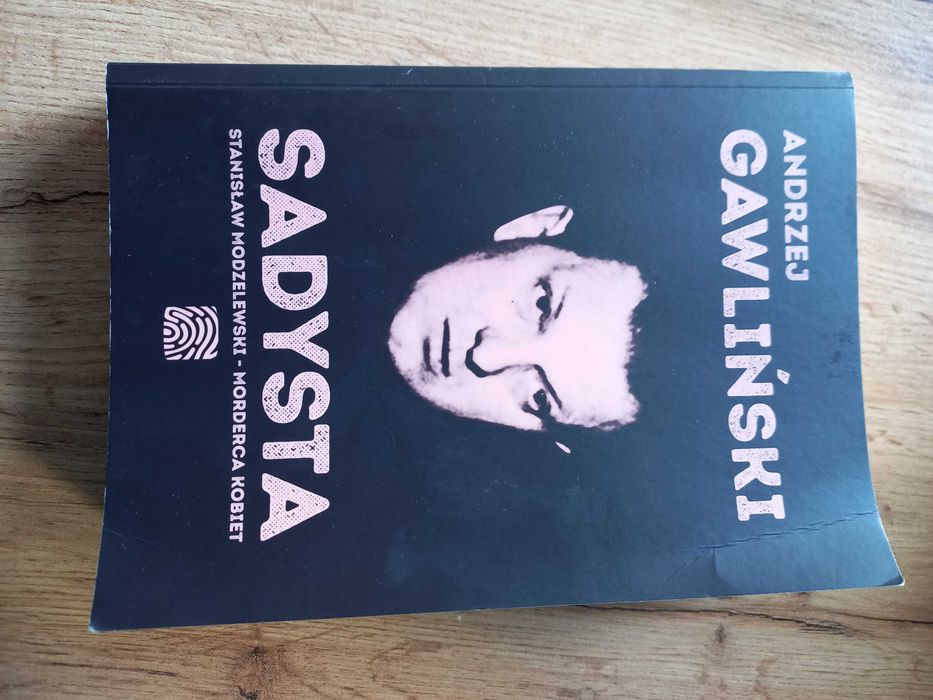 ANDRZEJ
GAWLIŃSKI
SADYSTA
STANISŁAW MODZELEWSKI - MORDERCA KOBIET